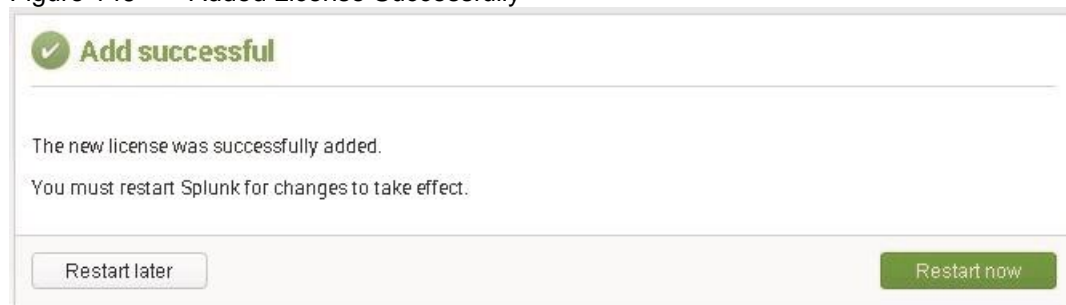 Added License Successfully
Add successful
The new license was successfully added.
You must restart Splunk for changes to take effect.
Restart later
Restart now